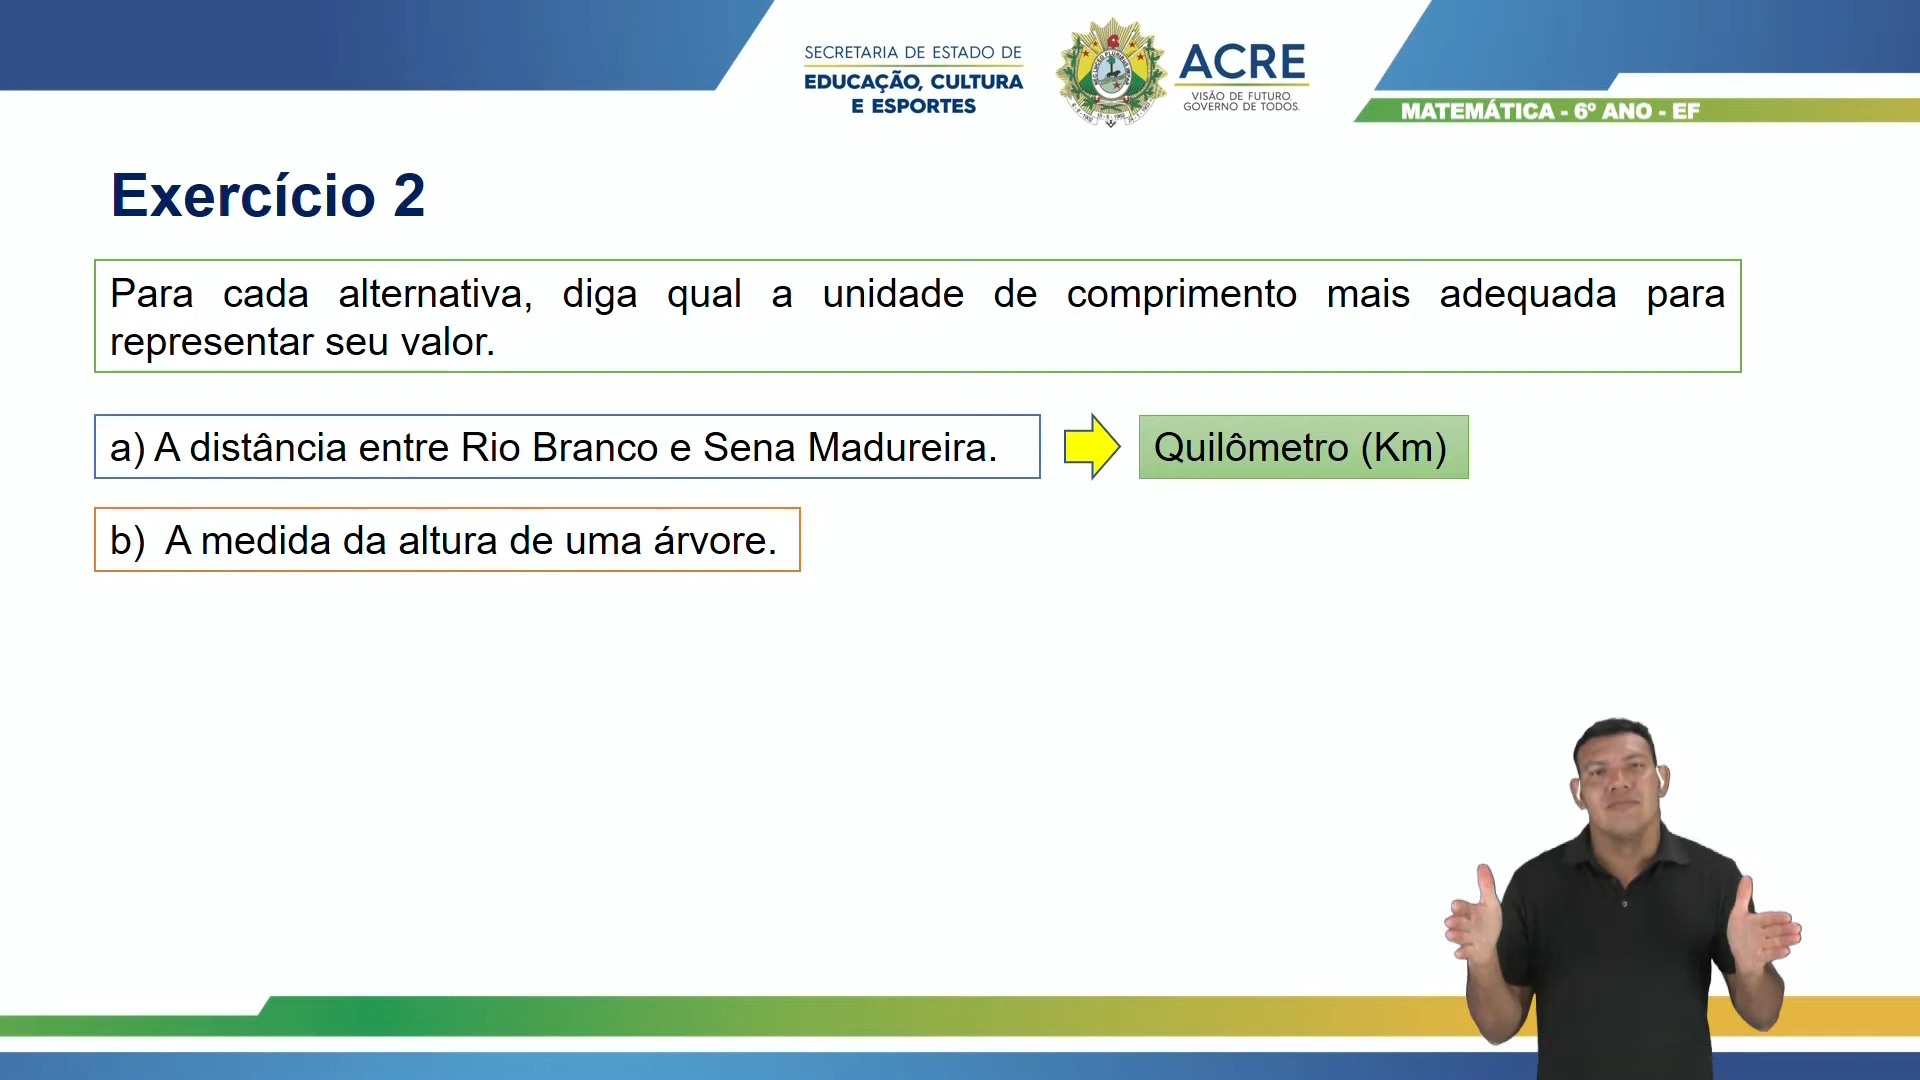 SECRETARIA DE ESTADO DE
EDUCAÇÃO, CULTURA
E ESPORTES
ACRE
VISÃO DE FUTURO.
GOVERNO DE TODOS.
MATEMÁTICA - 6º ANO - EF
Exercício 2
Para cada alternativa, diga qual a unidade de comprimento mais adequada para
representar seu valor.
a) A distância entre Rio Branco e Sena Madureira.
Quilômetro (Km)
b) A medida da altura de uma árvore.